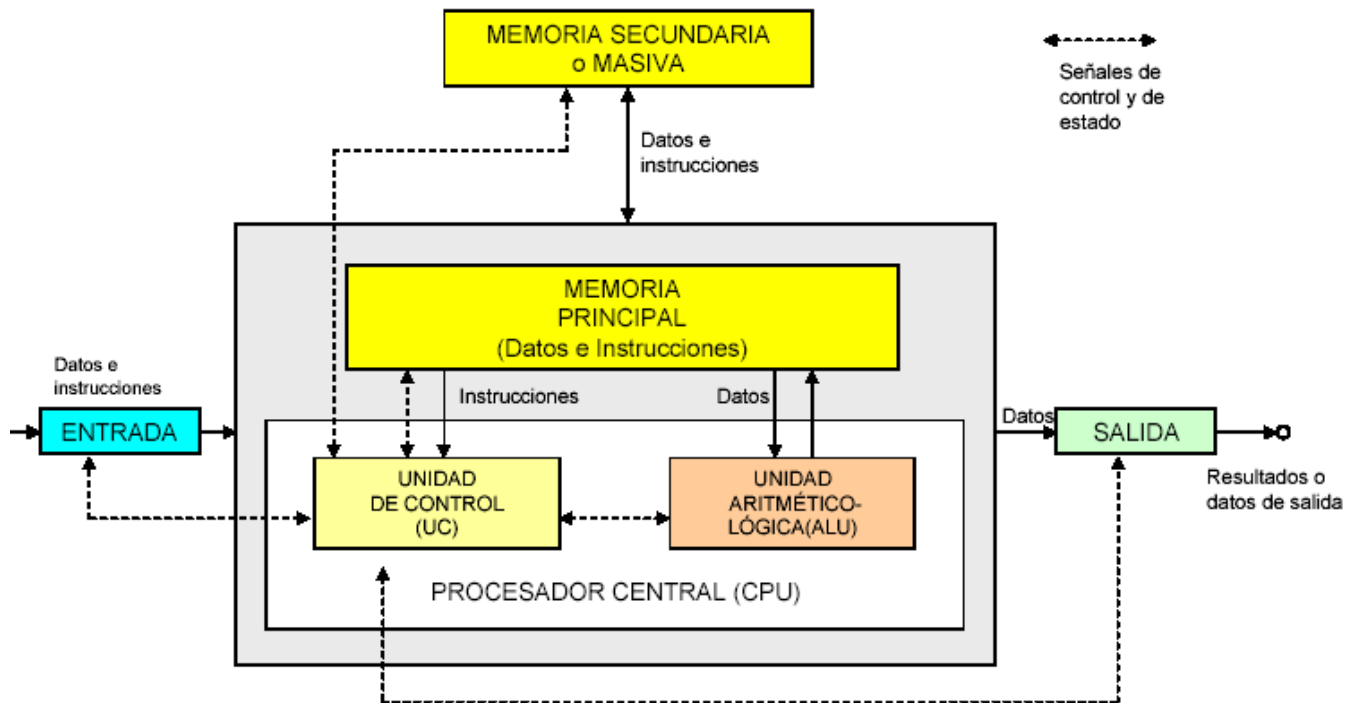 MEMORIA SECUNDARIA
o MASIVA
Señales de
control y de
estado
Datos e
instrucciones
MEMORIA
PRINCIPAL
(Datos e Instrucciones)
Datos e
instrucciones
Instrucciones
Datos
ENTRADA
Datos
SALIDA
UNIDAD
DE CONTROL
(UC)
UNIDAD
ARITMÉTICO-
LÓGICA(ALU)
Resultados o
datos de salida
PROCESADOR CENTRAL (CPU)